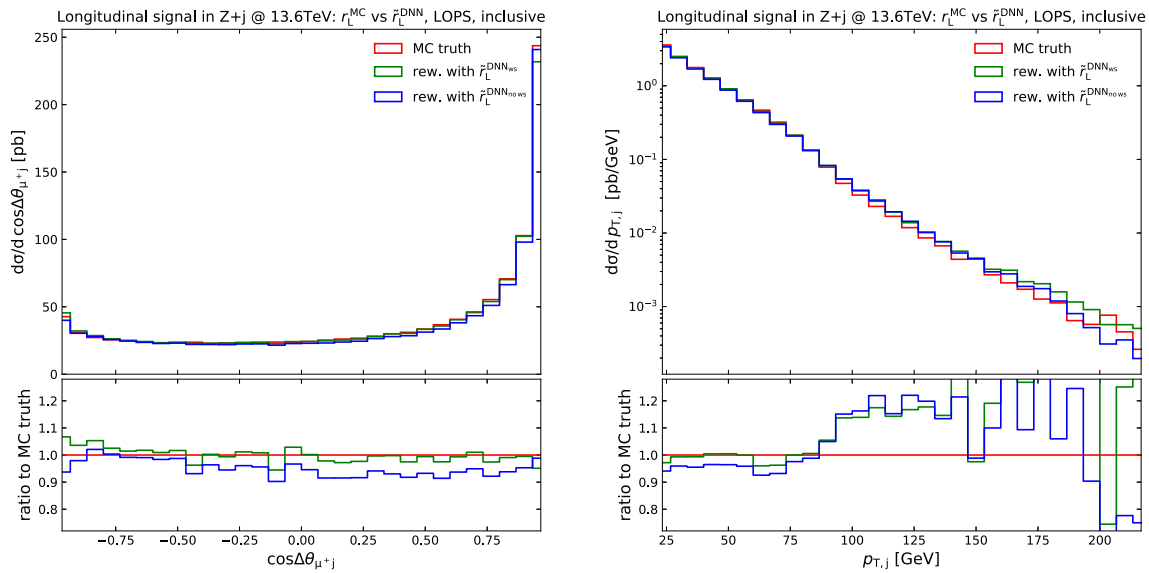 Longitudinal signal in Z+j @ 13.6TeV: r_L^MC vs r̃_L^DNN, LOPS, inclusive
250
200
150
100
50
0
dσ/d cosΔθ_μ⁺j [pb]
MC truth
rew. with r̃_L^DNN_ws
rew. with r̃_L^DNN_nows
1.2
1.1
1.0
0.9
0.8
ratio to MC truth
−0.75 −0.50 −0.25 0.00 0.25 0.50 0.75
cosΔθ_μ⁺j
Longitudinal signal in Z+j @ 13.6TeV: r_L^MC vs r̃_L^DNN, LOPS, inclusive
10⁰
10⁻¹
10⁻²
10⁻³
dσ/d p_T,j [pb/GeV]
MC truth
rew. with r̃_L^DNN_ws
rew. with r̃_L^DNN_nows
1.2
1.1
1.0
0.9
0.8
ratio to MC truth
25 50 75 100 125 150 175 200
p_T,j [GeV]